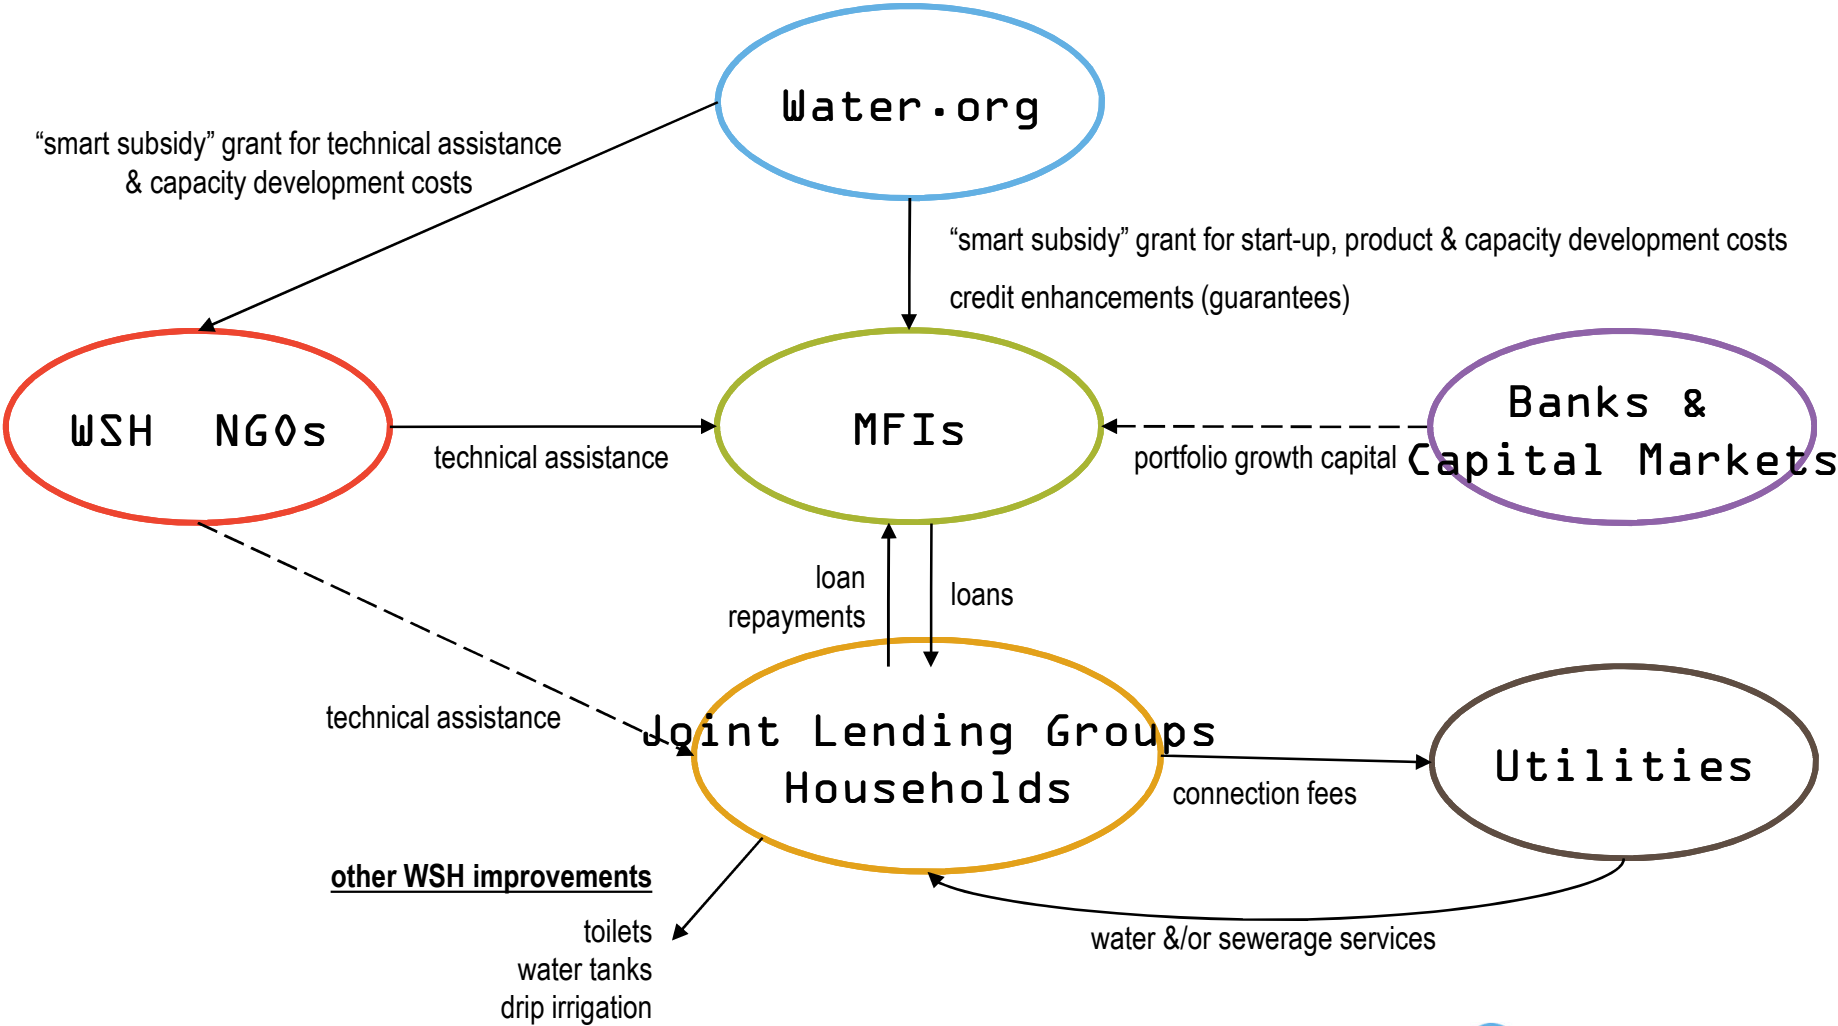 Water.org
“smart subsidy” grant for technical assistance
& capacity development costs
“smart subsidy” grant for start-up, product & capacity development costs
credit enhancements (guarantees)
WSH NGOs
technical assistance
MFIs
portfolio growth capital
Banks &
Capital Markets
loan
repayments
loans
technical assistance
Joint Lending Groups
Households
connection fees
Utilities
other WSH improvements
toilets
water tanks
drip irrigation
water &/or sewerage services